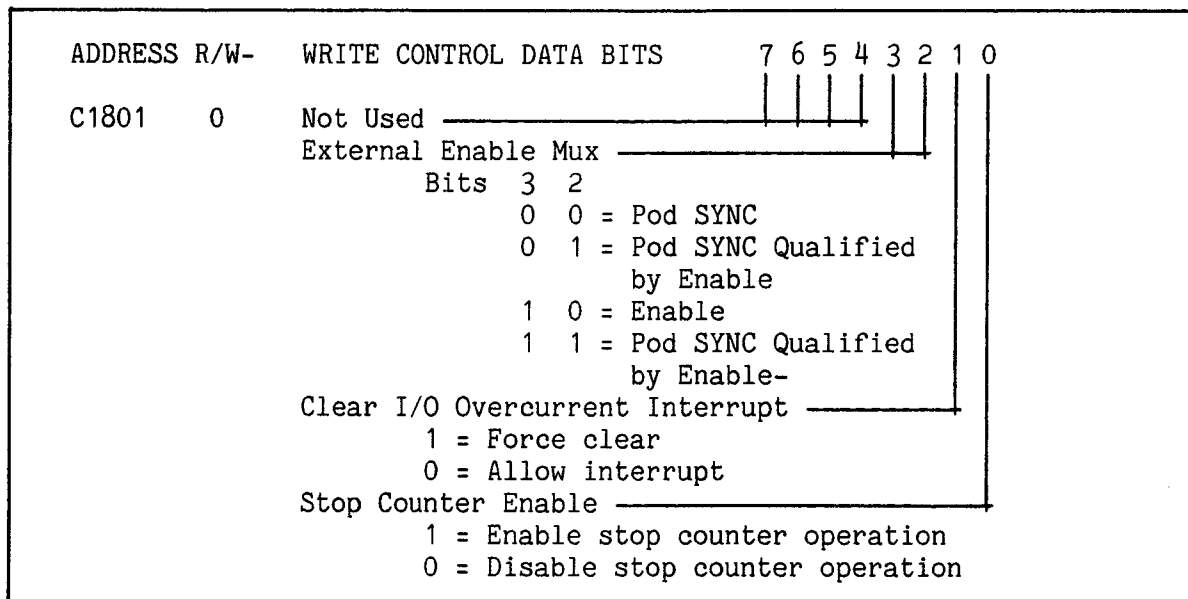 ADDRESS R/W- WRITE CONTROL DATA BITS 7 6 5 4 3 2 1 0
C1801 0 Not Used
External Enable Mux
Bits 3 2
0 0 = Pod SYNC
0 1 = Pod SYNC Qualified
by Enable
1 0 = Enable
1 1 = Pod SYNC Qualified
by Enable-
Clear I/O Overcurrent Interrupt
1 = Force clear
0 = Allow interrupt
Stop Counter Enable
1 = Enable stop counter operation
0 = Disable stop counter operation